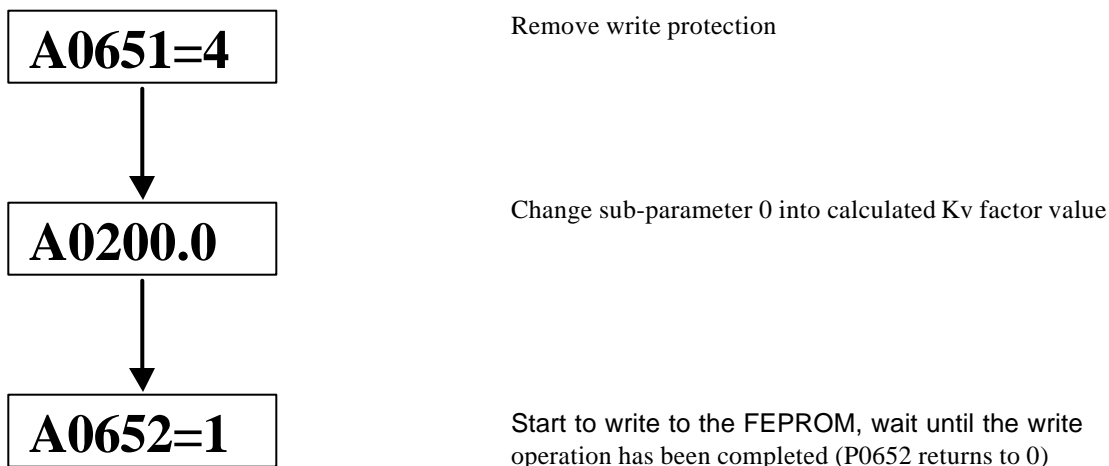 A0651=4
Remove write protection
A0200.0
Change sub-parameter 0 into calculated Kv factor value
A0652=1
Start to write to the FEPROM, wait until the write
operation has been completed (P0652 returns to 0)